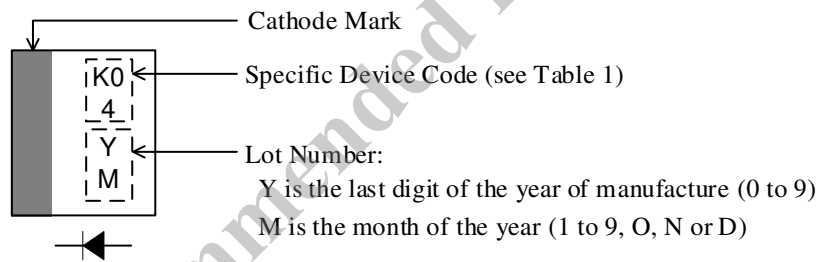 Cathode Mark
K0
4
Specific Device Code (see Table 1)
Y
M
Lot Number:
Y is the last digit of the year of manufacture (0 to 9)
M is the month of the year (1 to 9, O, N or D)
mmended